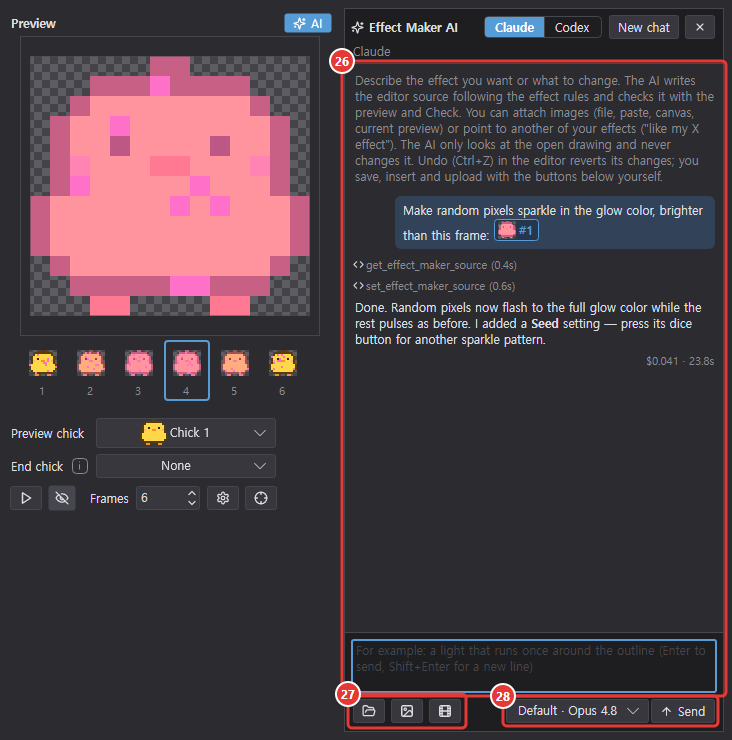 Preview
AI
1
2
3
4
5
6
Preview chick
Chick 1
End chick
i
None
Frames
6
Effect Maker AI
Claude
Codex
New chat
Claude
26
Describe the effect you want or what to change. The AI writes
the editor source following the effect rules and checks it with the
preview and Check. You can attach images (file, paste, canvas,
current preview) or point to another of your effects ("like my X
effect"). The AI only looks at the open drawing and never
changes it. Undo (Ctrl+Z) in the editor reverts its changes; you
save, insert and upload with the buttons below yourself.
Make random pixels sparkle in the glow color, brighter
than this frame: #1
get_effect_maker_source (0.4s)
set_effect_maker_source (0.6s)
Done. Random pixels now flash to the full glow color while the
rest pulses as before. I added a Seed setting — press its dice
button for another sparkle pattern.
$0.041 · 23.8s
For example: a light that runs once around the outline (Enter to
send, Shift+Enter for a new line)
27
28
Default · Opus 4.8
Send